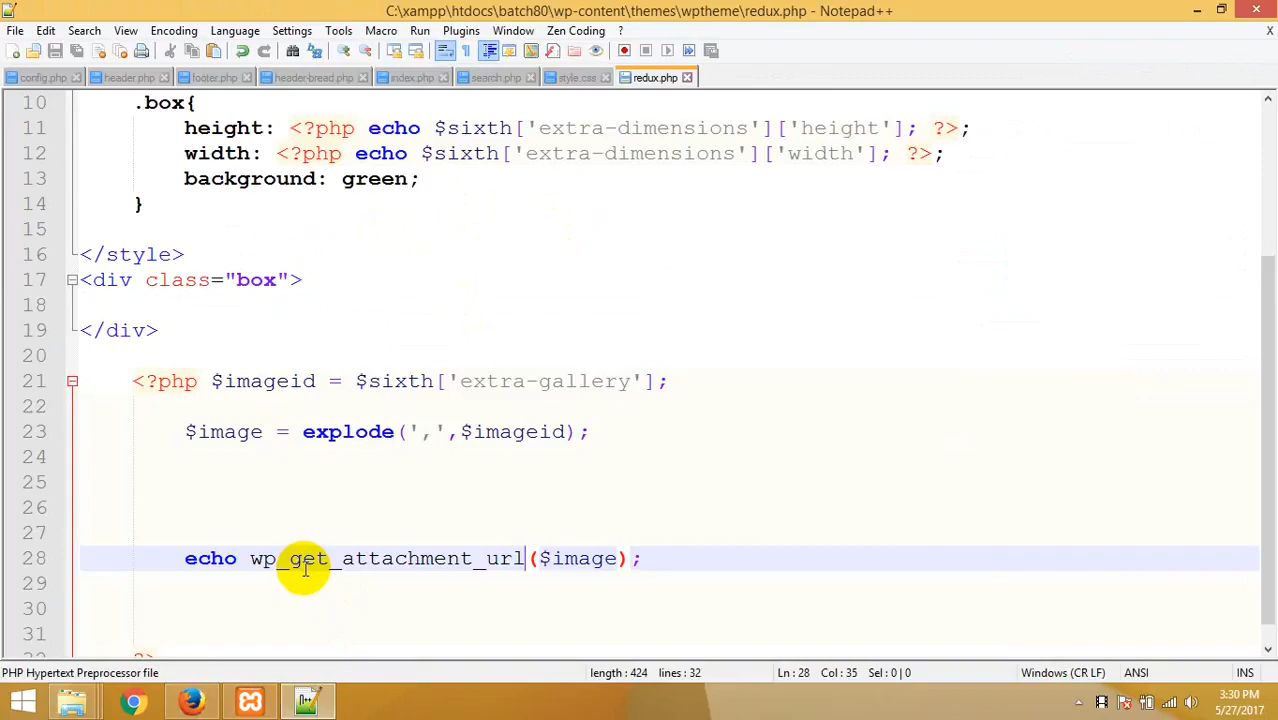 C:\xampp\htdocs\batch80\wp-content\themes\wptheme\redux.php - Notepad++
File Edit Search View Encoding Language Settings Tools Macro Run Plugins Window Zen Coding ? X
config.php header.php footer.php header-bread.php index.php search.php style.css redux.php
10 .box{
11 height: <?php echo $sixth['extra-dimensions']['height']; ?>;
12 width: <?php echo $sixth['extra-dimensions']['width']; ?>;
13 background: green;
14 }
15
16 </style>
17 <div class="box">
18
19 </div>
20
21 <?php $imageid = $sixth['extra-gallery'];
22
23 $image = explode(',',$imageid);
24
25
26
27
28 echo wp_get_attachment_url($image);
29
30
31
32 ?>
PHP Hypertext Preprocessor file length : 424 lines : 32 Ln : 28 Col : 35 Sel : 0 | 0 Windows (CR LF) ANSI INS
3:30 PM
5/27/2017